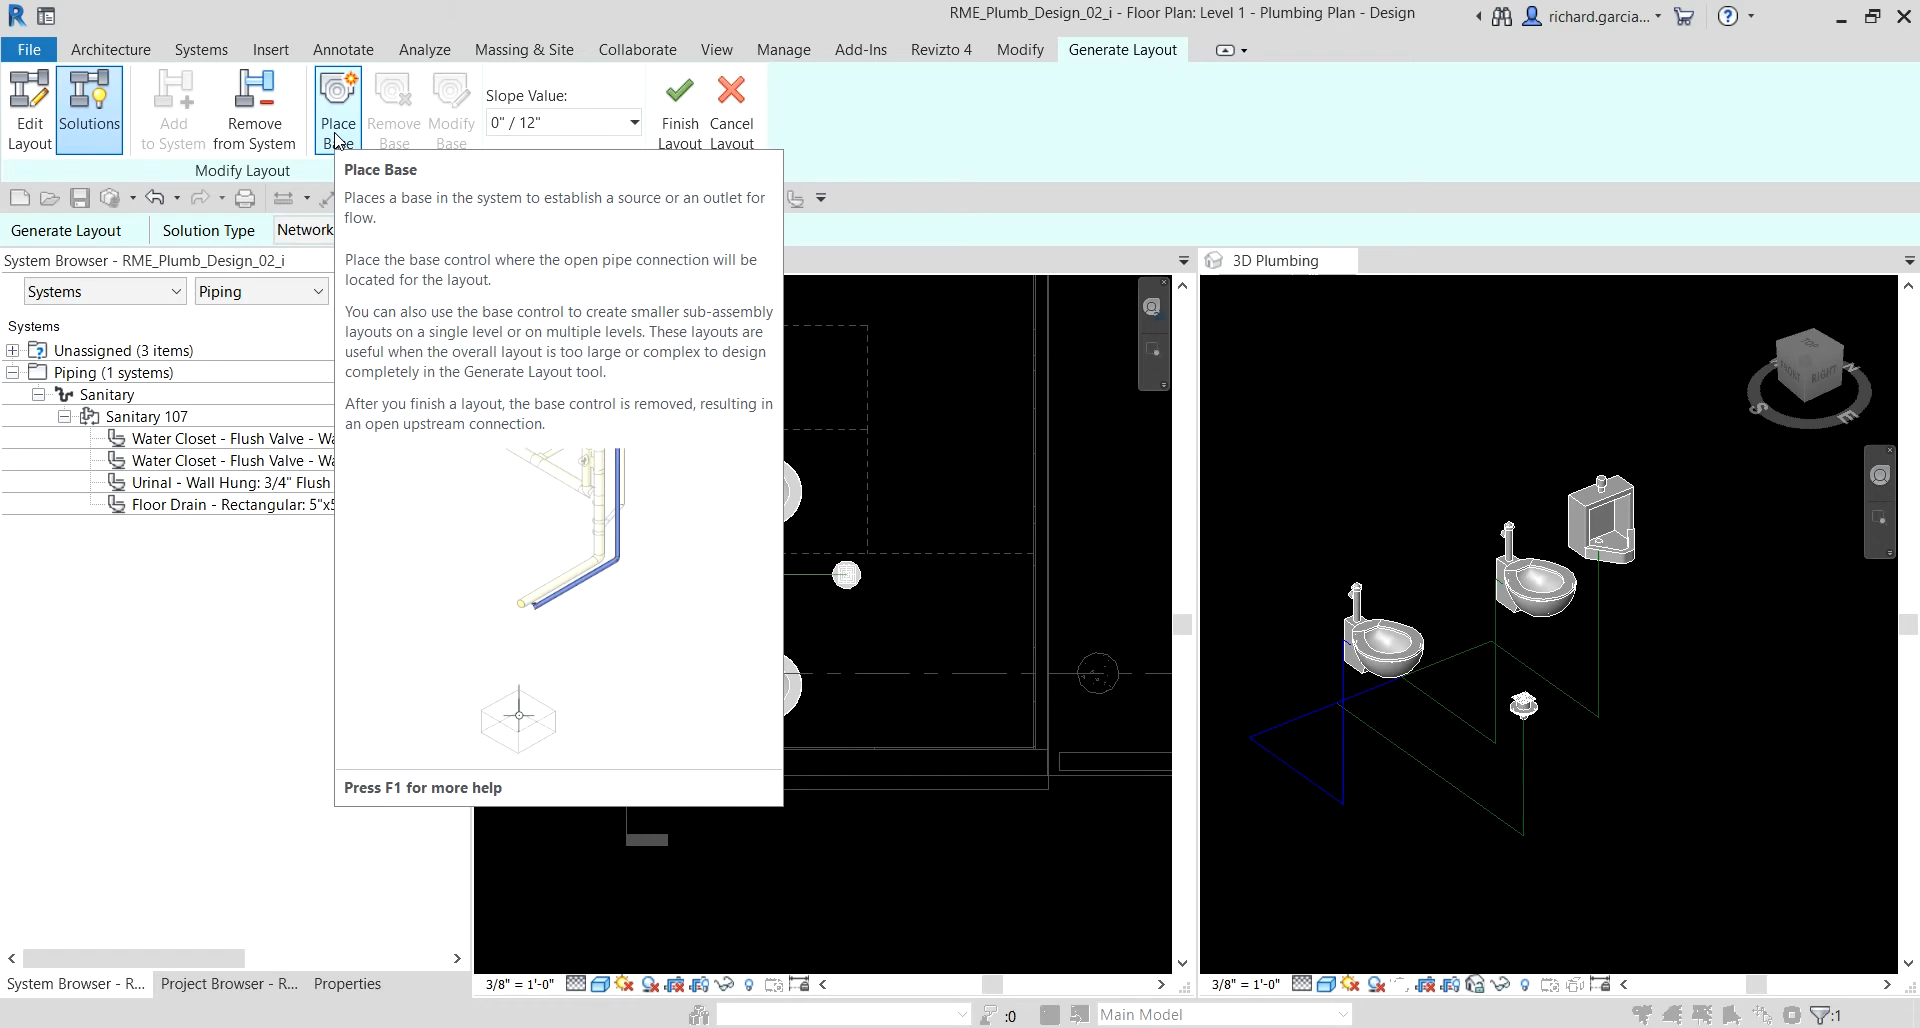 RME_Plumb_Design_02_i - Floor Plan: Level 1 - Plumbing Plan - Design
richard.garcia...
File Architecture Systems Insert Annotate Analyze Massing & Site Collaborate View Manage Add-Ins Revizto 4 Modify Generate Layout
Edit Layout
Solutions
Add to System
Remove from System
Place Base
Remove Base
Modify Base
Slope Value:
0" / 12"
Finish Layout
Cancel Layout
Modify Layout
Place Base
Places a base in the system to establish a source or an outlet for
flow.
Place the base control where the open pipe connection will be
located for the layout.
You can also use the base control to create smaller sub-assembly
layouts on a single level or on multiple levels. These layouts are
useful when the overall layout is too large or complex to design
completely in the Generate Layout tool.
After you finish a layout, the base control is removed, resulting in
an open upstream connection.
Press F1 for more help
Generate Layout Solution Type Network
System Browser - RME_Plumb_Design_02_i
Systems Piping
Systems
Unassigned (3 items)
Piping (1 systems)
Sanitary
Sanitary 107
Water Closet - Flush Valve - Wa
Water Closet - Flush Valve - Wa
Urinal - Wall Hung: 3/4" Flush
Floor Drain - Rectangular: 5"x5
3D Plumbing
TOP
FRONT
RIGHT
N
S
E
System Browser - R... Project Browser - R... Properties
3/8" = 1'-0"
3/8" = 1'-0"
:0
Main Model
:1